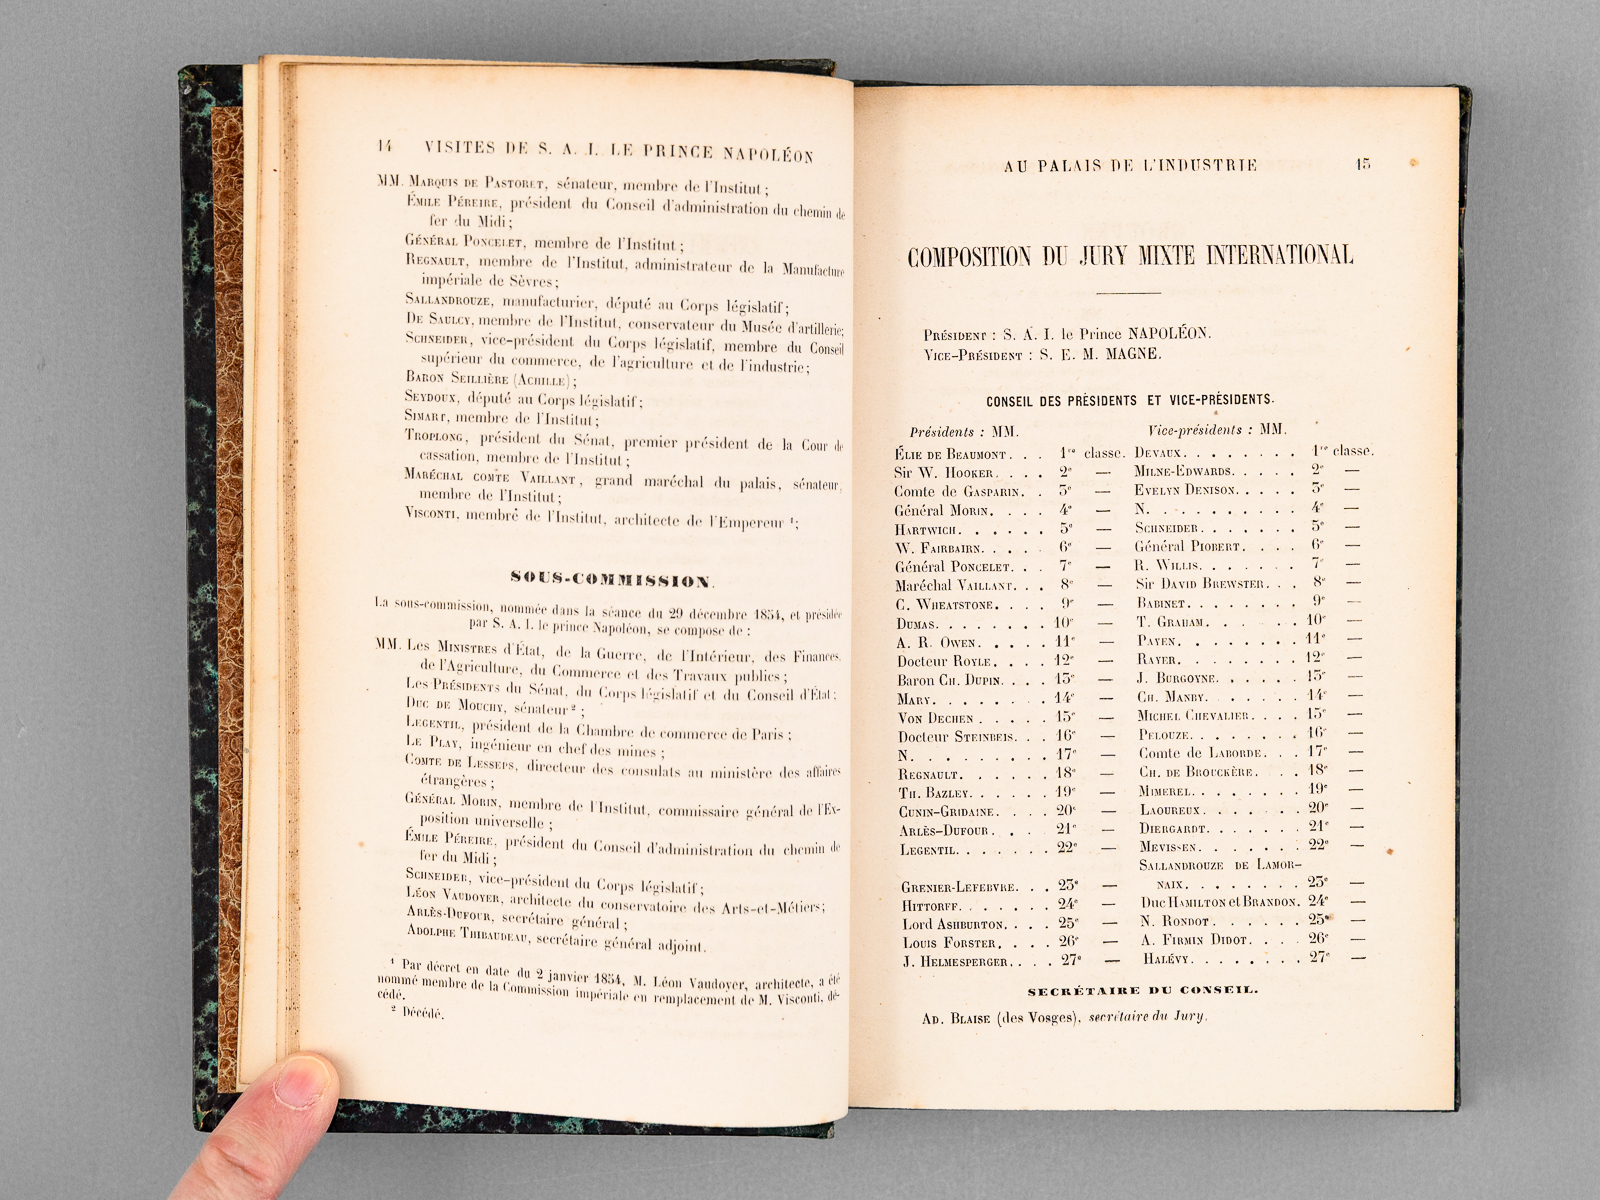 14 VISITES DE S. A. I. LE PRINCE NAPOLÉON
MM. Marquis de Pastoret, sénateur, membre de l'Institut ;
Émile Péreire, président du Conseil d'administration du chemin de
fer du Midi ;
Général Poncelet, membre de l'Institut ;
Regnault, membre de l'Institut, administrateur de la Manufacture
impériale de Sèvres ;
Sallandrouze, manufacturier, député au Corps législatif ;
De Saulcy, membre de l'Institut, conservateur du Musée d'artillerie;
Schneider, vice-président du Corps législatif, membre du Conseil
supérieur du commerce, de l'agriculture et de l'industrie ;
Baron Seillière (Achille) ;
Seydoux, député au Corps législatif ;
Simart, membre de l'Institut ;
Troplong, président du Sénat, premier président de la Cour de
cassation, membre de l'Institut ;
Maréchal comte Vaillant, grand maréchal du palais, sénateur,
membre de l'Institut ;
Visconti, membre de l'Institut, architecte de l'Empereur ¹;
SOUS-COMMISSION.
La sous-commission, nommée dans la séance du 29 décembre 1854, et présidée
par S. A. I. le prince Napoléon, se compose de :
MM. Les Ministres d'État, de la Guerre, de l'Intérieur, des Finances,
de l'Agriculture, du Commerce et des Travaux publics ;
Les Présidents du Sénat, du Corps législatif et du Conseil d'État ;
Duc de Mouchy, sénateur ² ;
Legentil, président de la Chambre de commerce de Paris ;
Le Play, ingénieur en chef des mines ;
Comte de Lesseps, directeur des consulats au ministère des affaires
étrangères ;
Général Morin, membre de l'Institut, commissaire général de l'Ex-
position universelle ;
Émile Péreire, président du Conseil d'administration du chemin de
fer du Midi ;
Schneider, vice-président du Corps législatif ;
Léon Vaudoyer, architecte du conservatoire des Arts-et-Métiers ;
Arlès-Dufour, secrétaire général ;
Adolphe Thibaudeau, secrétaire général adjoint.
¹ Par décret en date du 2 janvier 1854, M. Léon Vaudoyer, architecte, a été
nommé membre de la Commission impériale en remplacement de M. Visconti, dé-
cédé.
² Décédé.
AU PALAIS DE L'INDUSTRIE 15
COMPOSITION DU JURY MIXTE INTERNATIONAL
Président : S. A. I. le Prince NAPOLÉON.
Vice-Président : S. E. M. MAGNE.
CONSEIL DES PRÉSIDENTS ET VICE-PRÉSIDENTS.
Présidents : MM. Vice-présidents : MM.
Élie de Beaumont. . . 1re classe. Devaux. . . . . . . . 1re classe.
Sir W. Hooker. . . . 2e — Milne-Edwards. . . . . 2e —
Comte de Gasparin. . 3e — Evelyn Denison. . . . . 3e —
Général Morin. . . . 4e — N. . . . . . . . . . 4e —
Hartwich. . . . . . 5e — Schneider. . . . . . . 5e —
W. Fairbairn. . . . . 6e — Général Piobert. . . . 6e —
Général Poncelet. . . 7e — R. Willis. . . . . . . 7e —
Maréchal Vaillant. . . 8e — Sir David Brewster. . . 8e —
C. Wheatstone. . . . 9e — Babinet. . . . . . . . 9e —
Dumas. . . . . . . . 10e — T. Graham. . . . . . 10e —
A. R. Owen. . . . . 11e — Payen. . . . . . . . 11e —
Docteur Royle. . . . 12e — Rayer. . . . . . . . 12e —
Baron Ch. Dupin. . . . 13e — J. Burgoyne. . . . . . 13e —
Mary. . . . . . . . 14e — Ch. Manby. . . . . . 14e —
Von Dechen . . . . . 15e — Michel Chevalier. . . . 15e —
Docteur Steinbeis. . . 16e — Pelouze. . . . . . . . 16e —
N. . . . . . . . . . 17e — Comte de Laborde. . . 17e —
Regnault. . . . . . 18e — Ch. de Brouckère. . . . 18e —
Th. Bazley. . . . . . 19e — Mimerel. . . . . . . . 19e —
Cunin-Gridaine. . . . 20e — Laoureux. . . . . . . 20e —
Arlès-Dufour. . . . 21e — Diergardt. . . . . . . 21e —
Legentil. . . . . . . 22e — Mevissen. . . . . . . 22e —
Sallandrouze de Lamor-
Grenier-Lefebvre. . . 23e — naix. . . . . . . . 23e —
Hittorff. . . . . . . 24e — Duc Hamilton et Brandon. 24e —
Lord Ashburton. . . . 25e — N. Rondot . . . . . . 25e —
Louis Forster. . . . 26e — A. Firmin Didot. . . . 26e —
J. Helmesperger. . . . 27e — Halévy. . . . . . . . 27e —
SECRÉTAIRE DU CONSEIL.
Ad. Blaise (des Vosges), secrétaire du Jury.